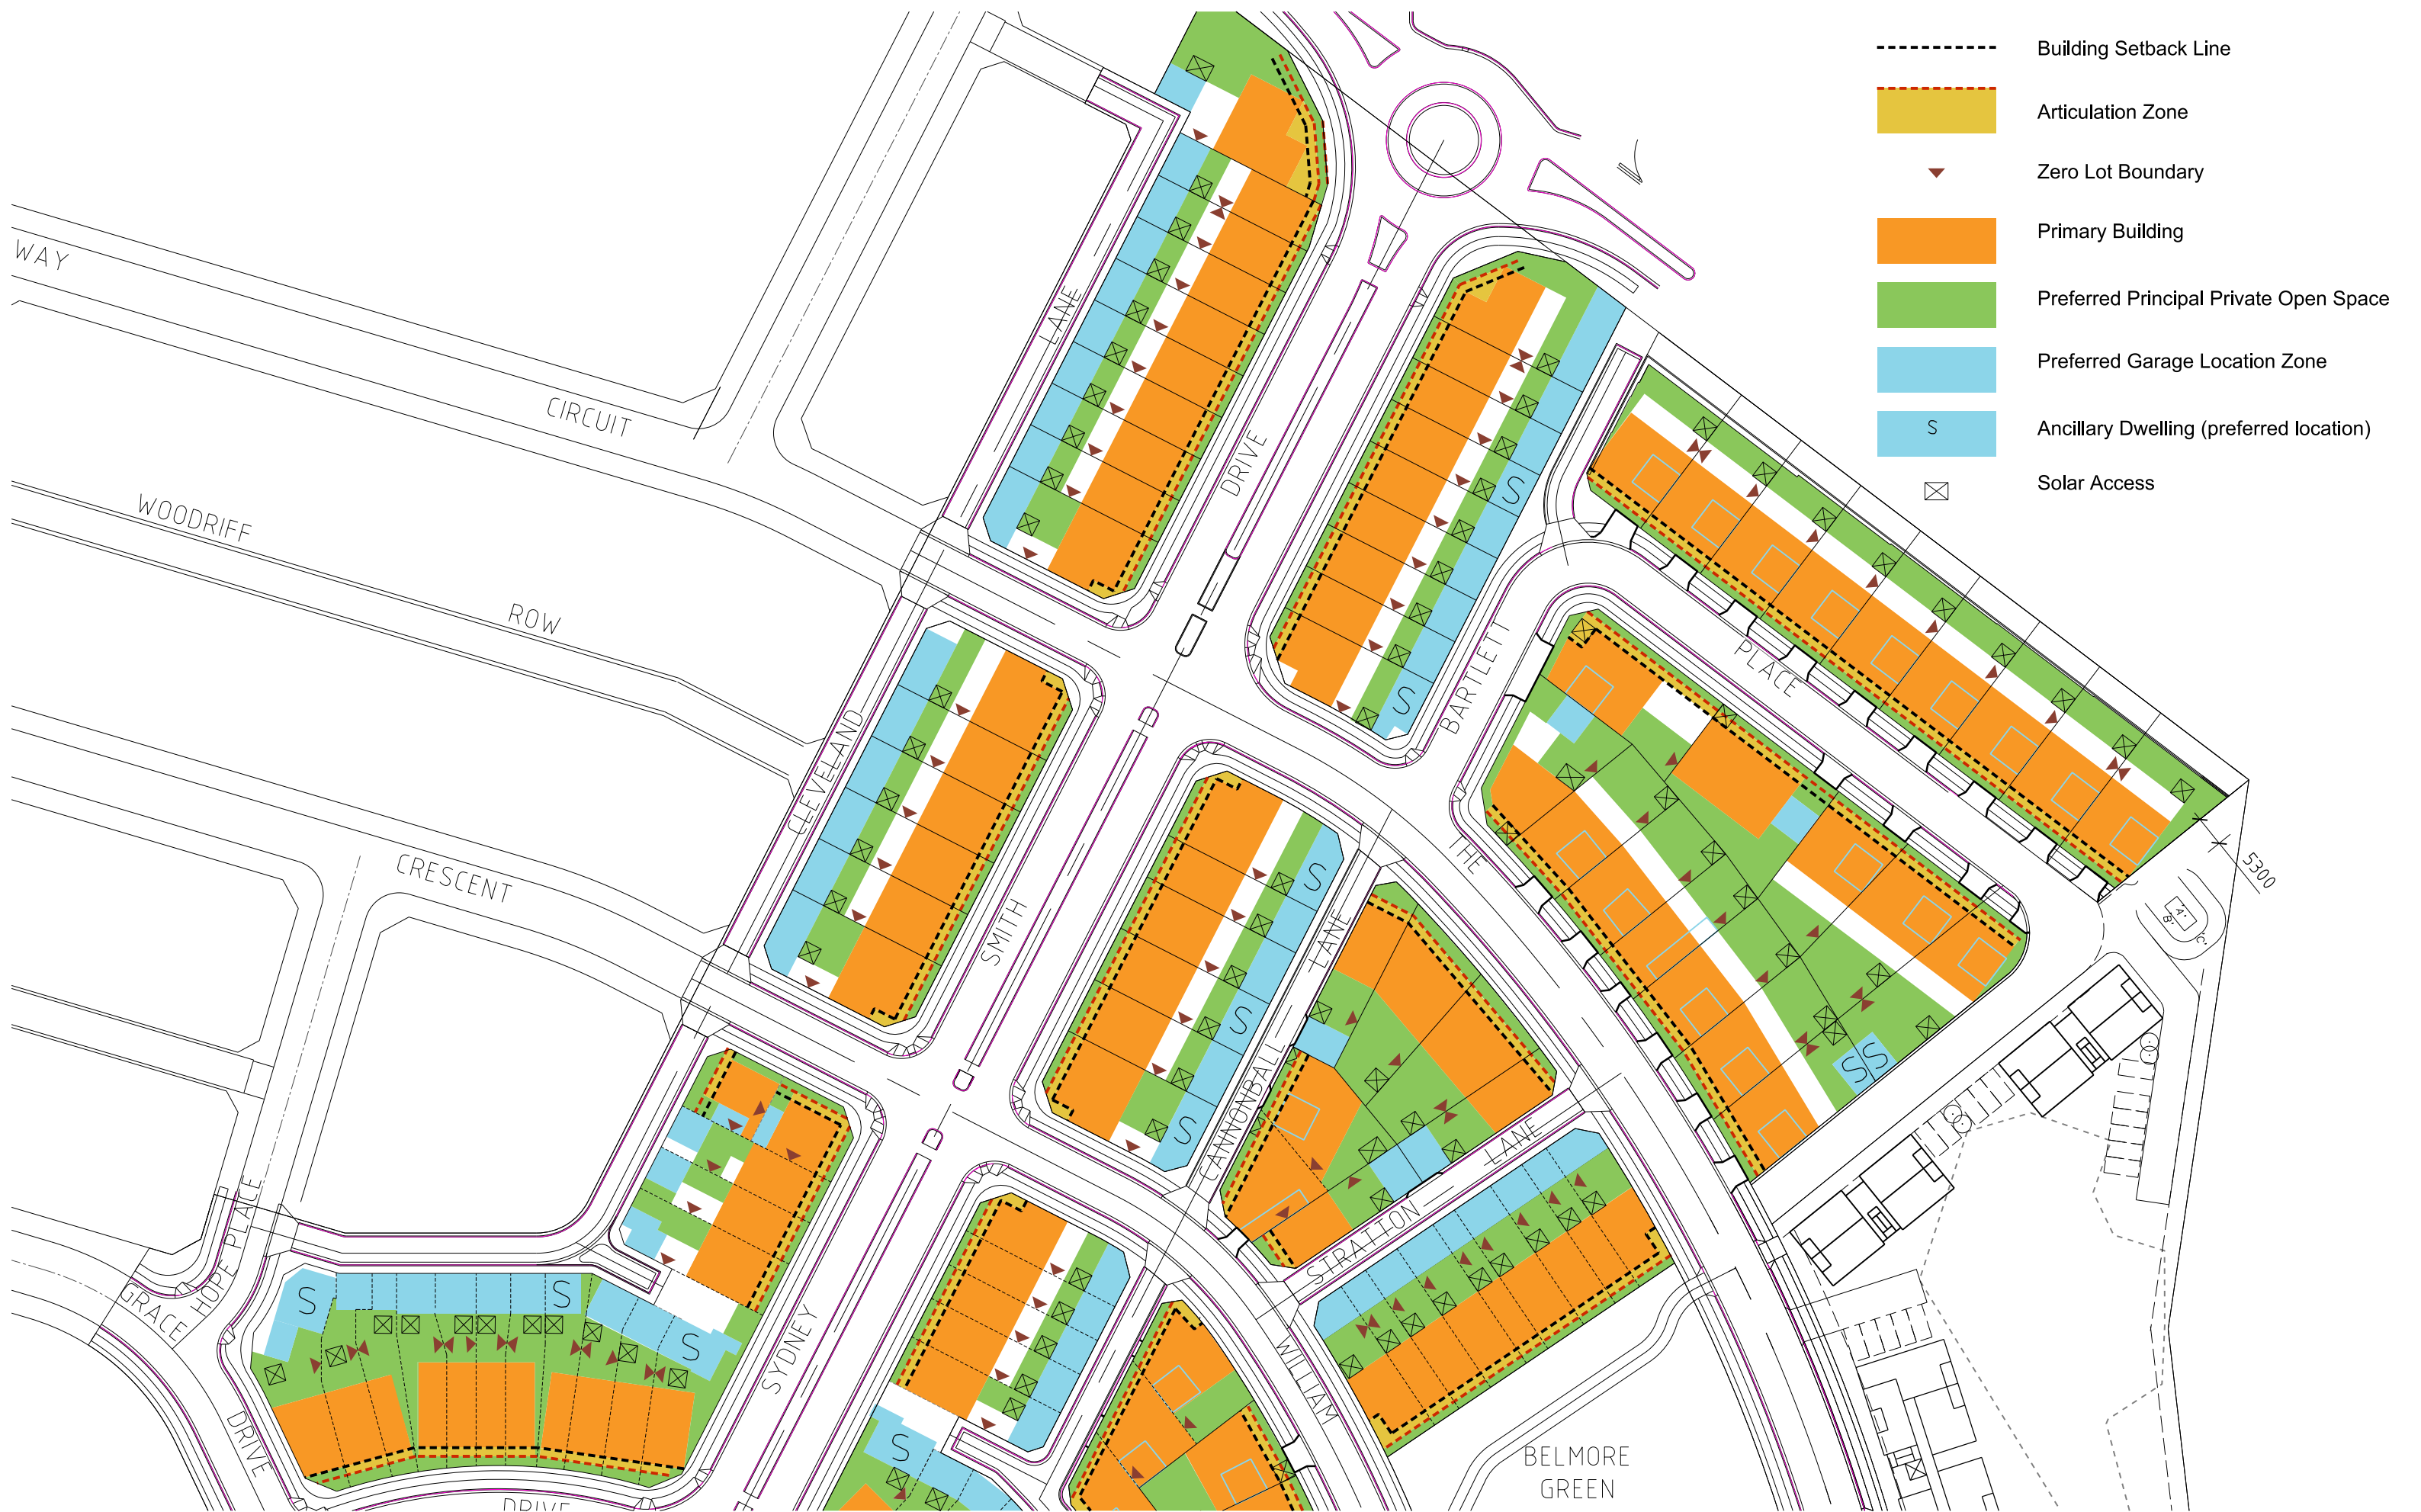 Building Setback Line
Articulation Zone
Zero Lot Boundary
Primary Building
Preferred Principal Private Open Space
Preferred Garage Location Zone
S
Ancillary Dwelling (preferred location)
Solar Access
WAY
CIRCUIT
LANE
DRIVE
WOODRIFF
ROW
S
S
BARTLETT
PLACE
CLEVELAND
CRESCENT
SMITH
THE
5300
S
LANE
S
S
CANNONBALL
S
S
STRATTON
LANE
GRACE
HOPE PLACE
S
S
S
SYDNEY
WILLIAM
DRIVE
S
BELMORE
GREEN
DRIVE